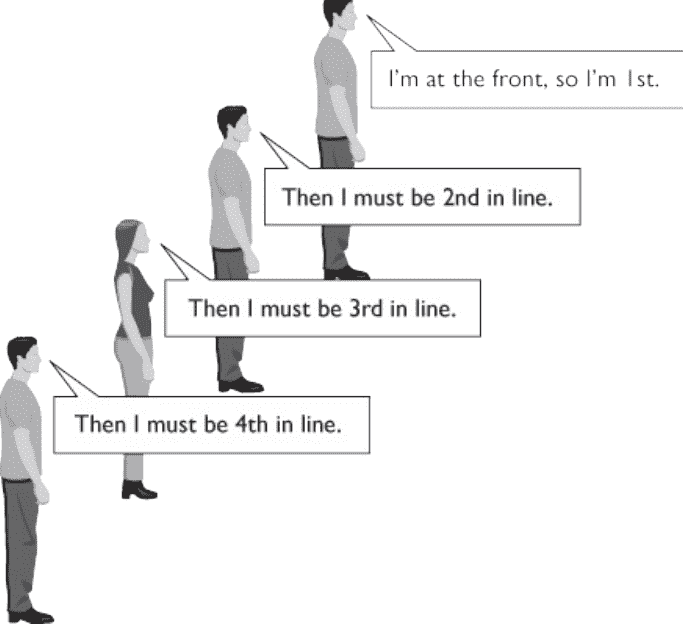 I'm at the front, so I'm 1st.
Then I must be 2nd in line.
Then I must be 3rd in line.
Then I must be 4th in line.